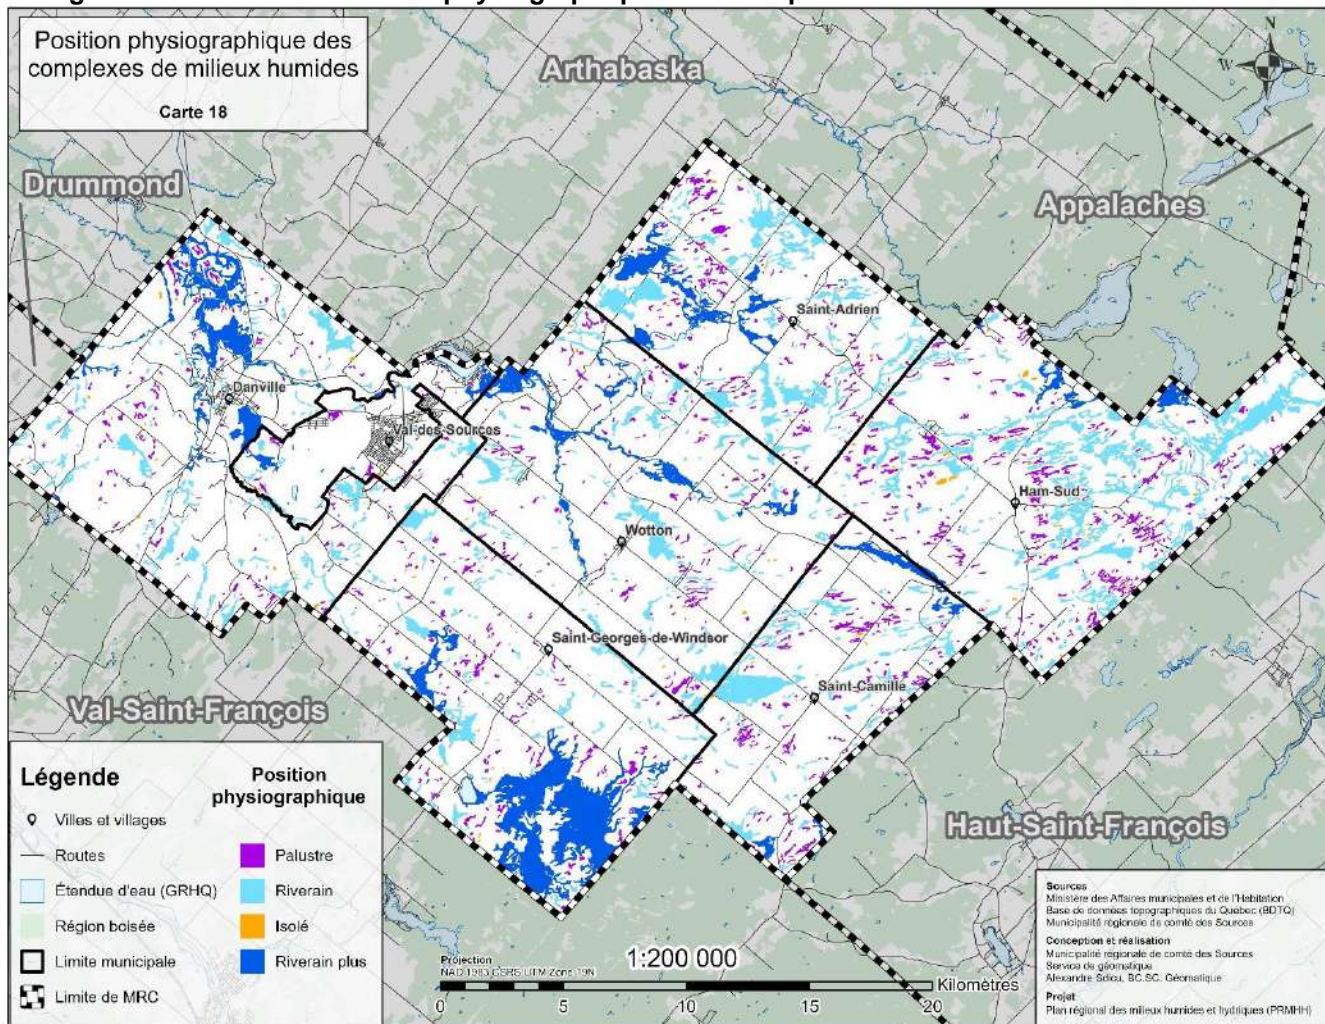 Position physiographique des
complexes de milieux humides
Carte 18
N
W
Arthabaska
Drummond
Appalaches
Saint-Adrien
Danville
Val-des-Sources
Ham-Sud
Wotton
Saint-Georges-de-Windsor
Saint-Camille
Val-Saint-François
Haut-Saint-François
Légende
Villes et villages
Routes
Étendue d'eau (GRHQ)
Région boisée
Limite municipale
Limite de MRC
Position
physiographique
Palustre
Riverain
Isolé
Riverain plus
Projection
NAD 1983 CSRS UTM Zone 19N
1:200 000
Kilomètres
0 5 10 15 20
Sources
Ministère des Affaires municipales et de l'Habitation
Base de données topographiques du Québec (BDTQ)
Municipalité régionale de comté des Sources
Conception et réalisation
Municipalité régionale de comté des Sources
Service de géomatique
Alexandre BC.SC. Géomatique
Projet
Plan régional des milieux humides et hydriques (PRMHH)